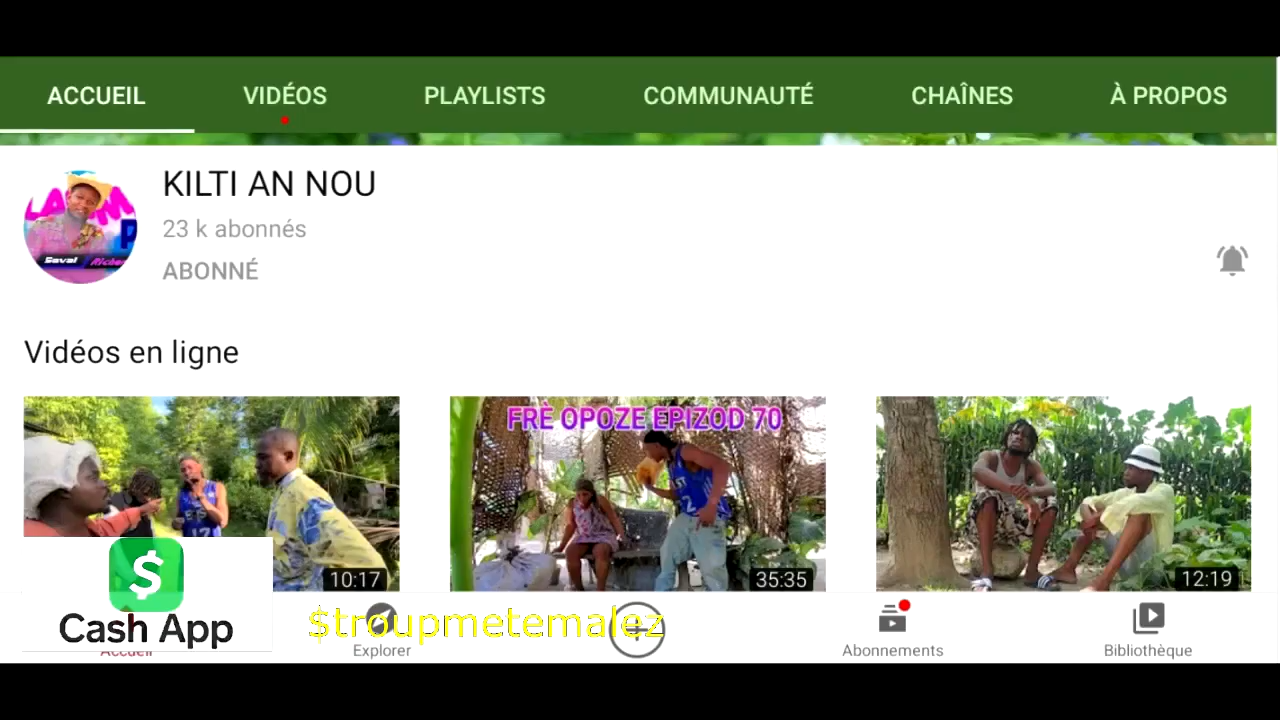 ACCUEIL VIDÉOS PLAYLISTS COMMUNAUTÉ CHAÎNES À PROPOS
KILTI AN NOU
23 k abonnés
ABONNÉ
Vidéos en ligne
FRÈ OPOZE EPIZOD 70
10:17 35:35 12:19
$
Cash App $troupmetemalez
Accueil Explorer Abonnements Bibliothèque